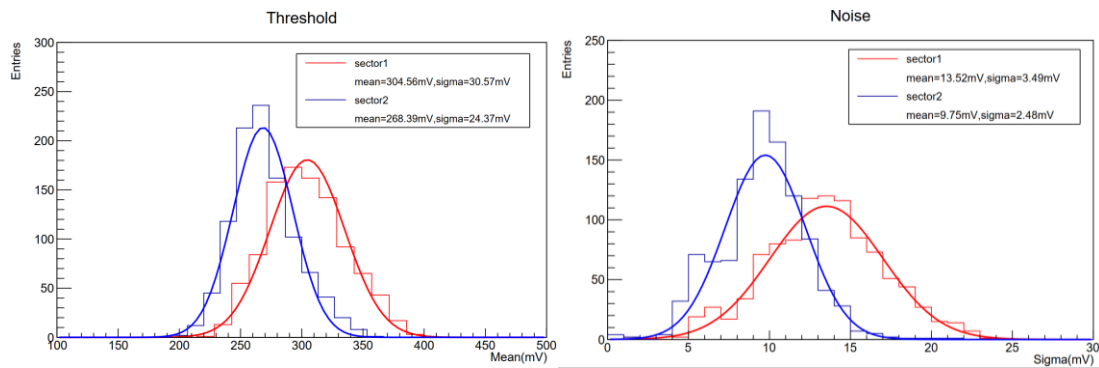 Threshold
Entries
300
250
200
150
100
50
0
100 150 200 250 300 350 400 450 500
Mean(mV)
sector1
mean=304.56mV,sigma=30.57mV
sector2
mean=268.39mV,sigma=24.37mV
Noise
Entries
250
200
150
100
50
0
0 5 10 15 20 25 30
Sigma(mV)
sector1
mean=13.52mV,sigma=3.49mV
sector2
mean=9.75mV,sigma=2.48mV